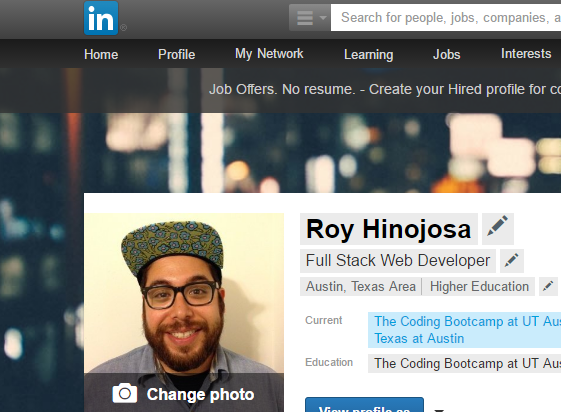 in
Search for people, jobs, companies, a
Home Profile My Network Learning Jobs Interests
Job Offers. No resume. - Create your Hired profile for co
Roy Hinojosa
Full Stack Web Developer
Austin, Texas Area Higher Education
Current The Coding Bootcamp at UT Aus
Texas at Austin
Education The Coding Bootcamp at UT Aus
Change photo
View profile as